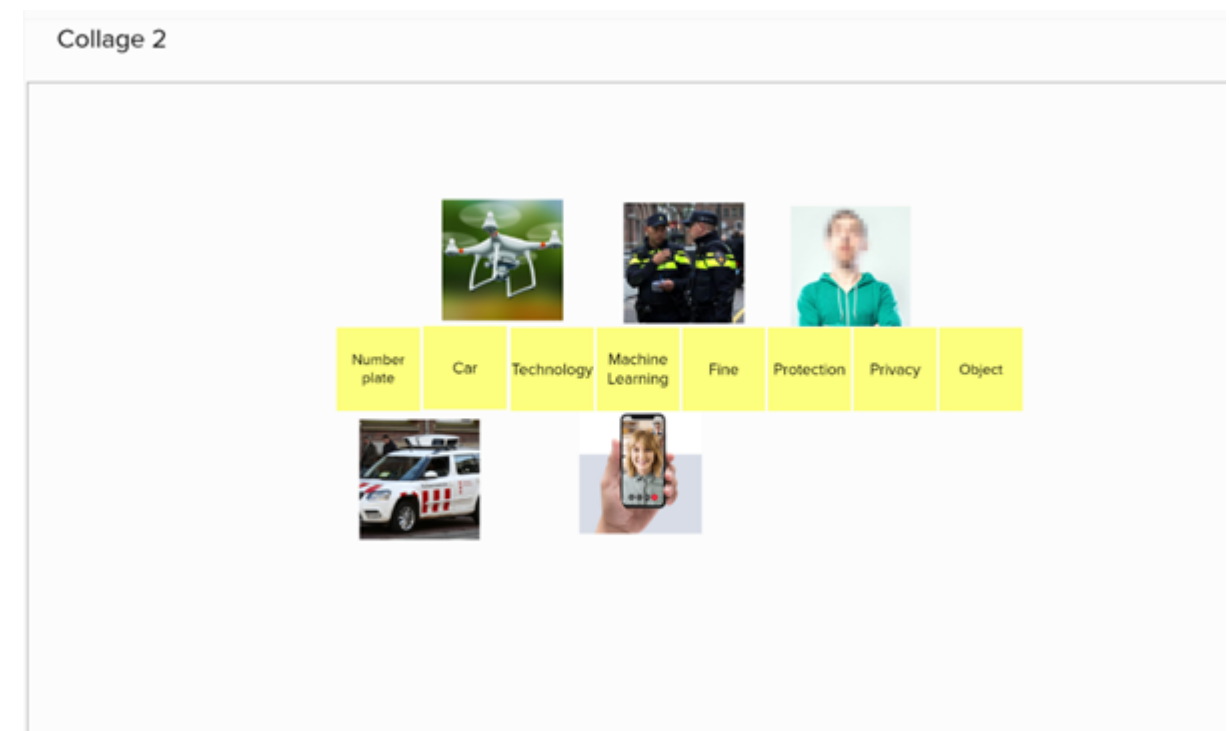 Collage 2
Number
plate
Car
Technology
Machine
Learning
Fine
Protection
Privacy
Object